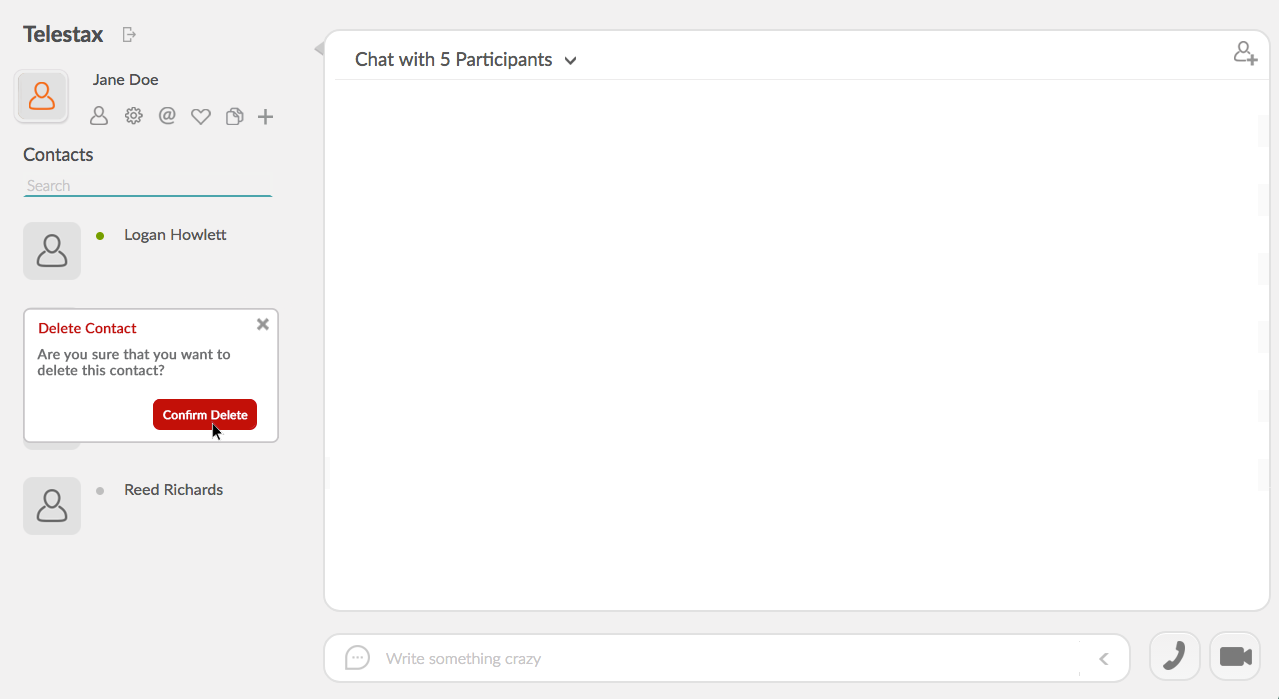 Telestax
Jane Doe
Contacts
Search
Logan Howlett
Delete Contact
Are you sure that you want to
delete this contact?
Confirm Delete
Reed Richards
Chat with 5 Participants
Write something crazy